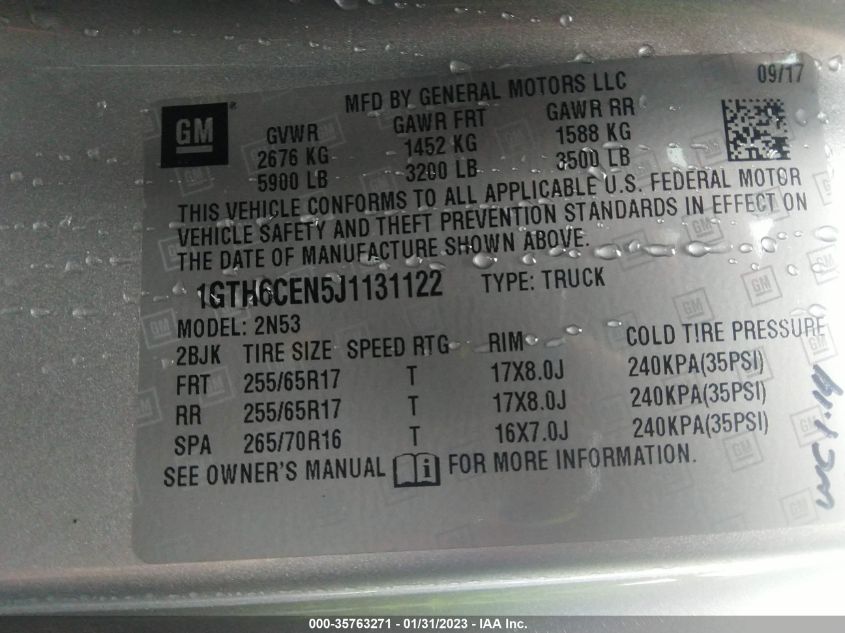 09/17
MFD BY GENERAL MOTORS LLC
GM®
GVWR GAWR FRT GAWR RR
2676 KG 1452 KG 1588 KG
5900 LB 3200 LB 3500 LB
THIS VEHICLE CONFORMS TO ALL APPLICABLE U.S. FEDERAL MOTOR
VEHICLE SAFETY AND THEFT PREVENTION STANDARDS IN EFFECT ON
THE DATE OF MANUFACTURE SHOWN ABOVE.
1GTH6CEN5J1131122 TYPE: TRUCK
MODEL: 2N53
2BJK TIRE SIZE SPEED RTG RIM COLD TIRE PRESSURE
FRT 255/65R17 T 17X8.0J 240KPA(35PSI)
RR 255/65R17 T 17X8.0J 240KPA(35PSI)
SPA 265/70R16 T 16X7.0J 240KPA(35PSI)
SEE OWNER'S MANUAL FOR MORE INFORMATION.
000-35763271 - 01/31/2023 - IAA Inc.